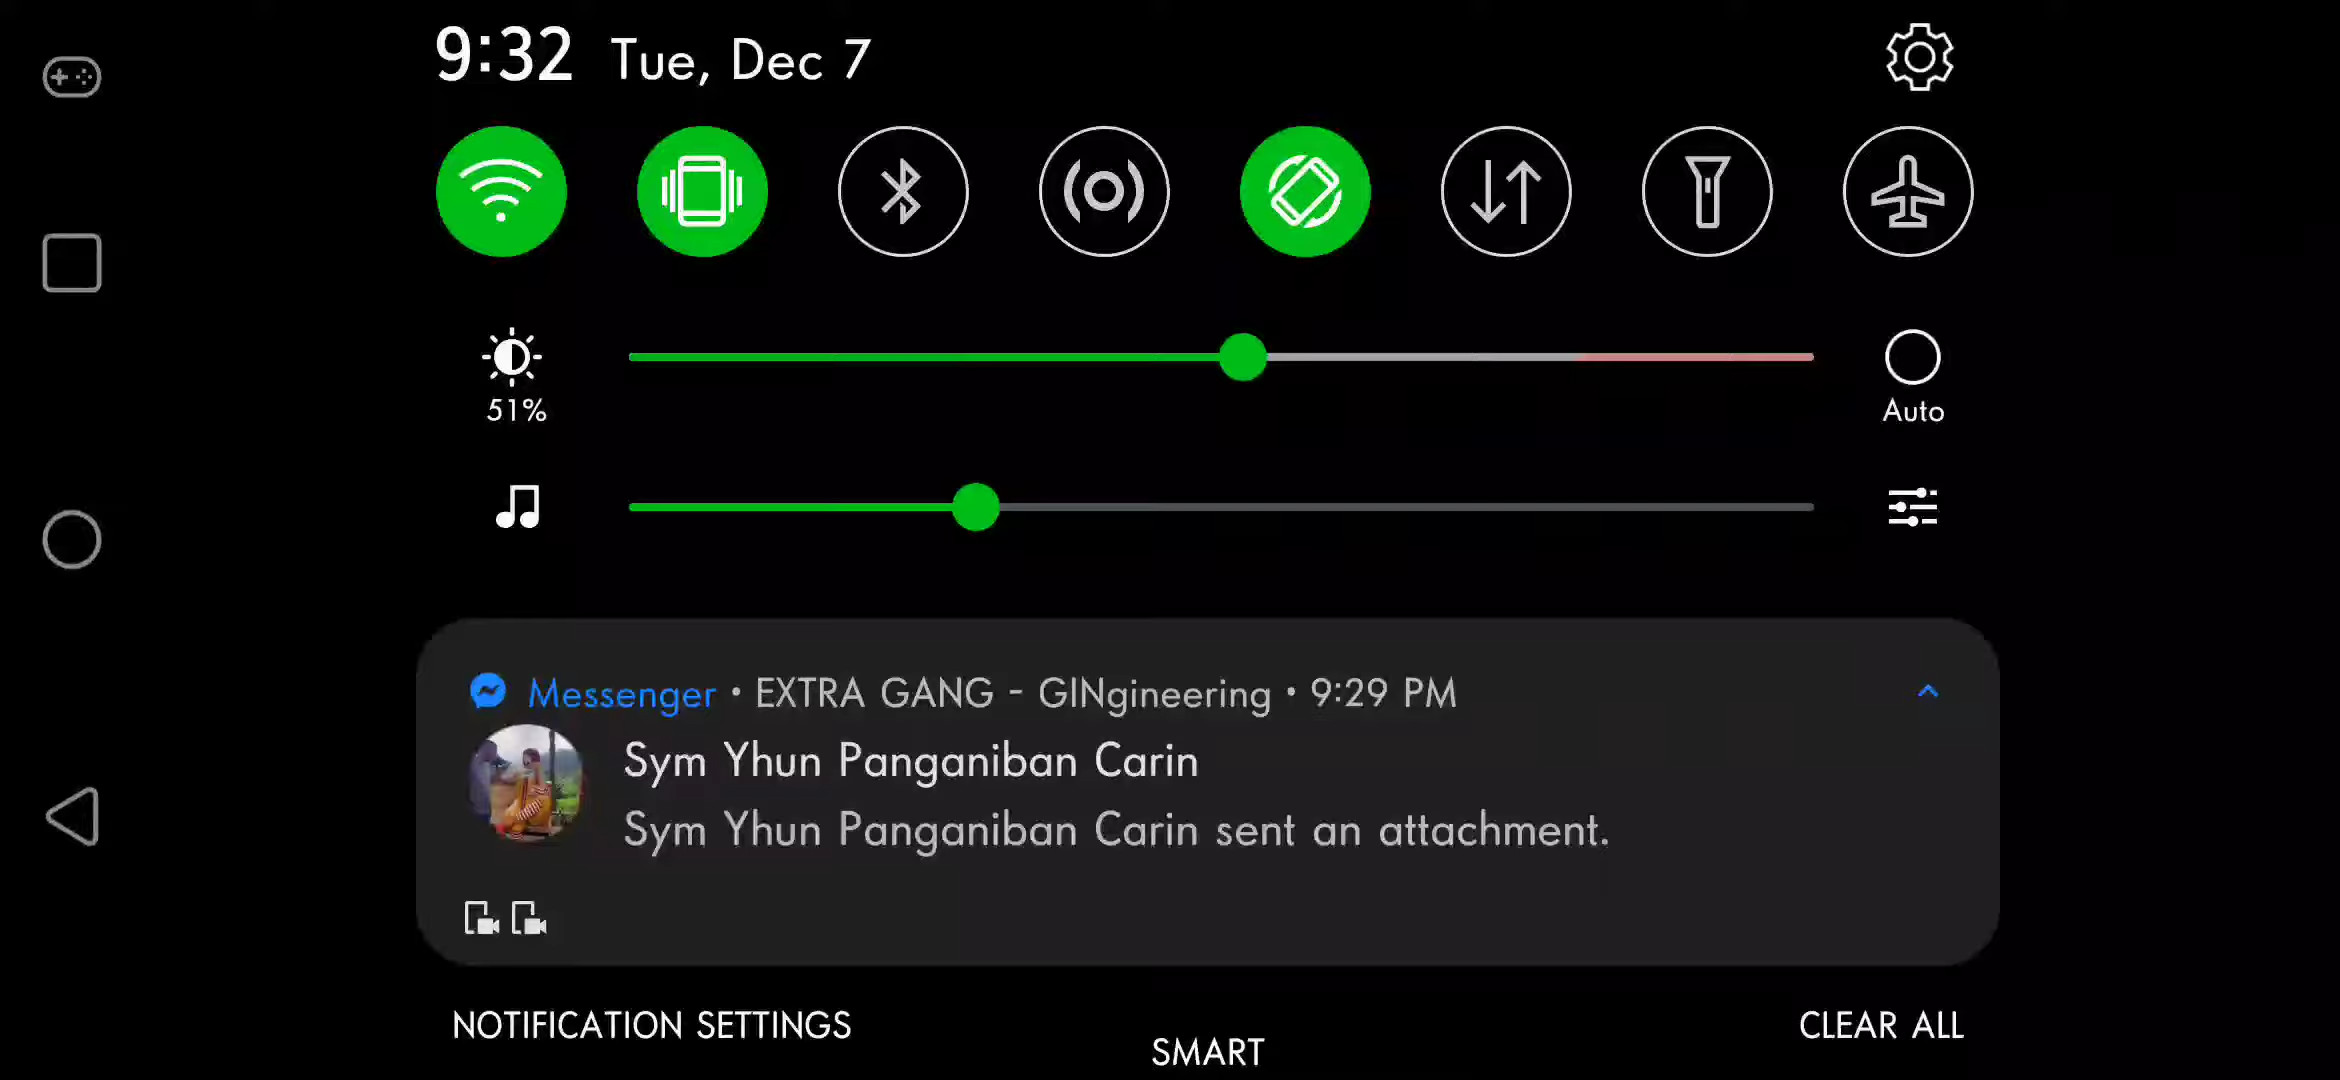 9:32 Tue, Dec 7
51%
Auto
Messenger • EXTRA GANG - GINgineering • 9:29 PM
Sym Yhun Panganiban Carin
Sym Yhun Panganiban Carin sent an attachment.
NOTIFICATION SETTINGS
CLEAR ALL
SMART